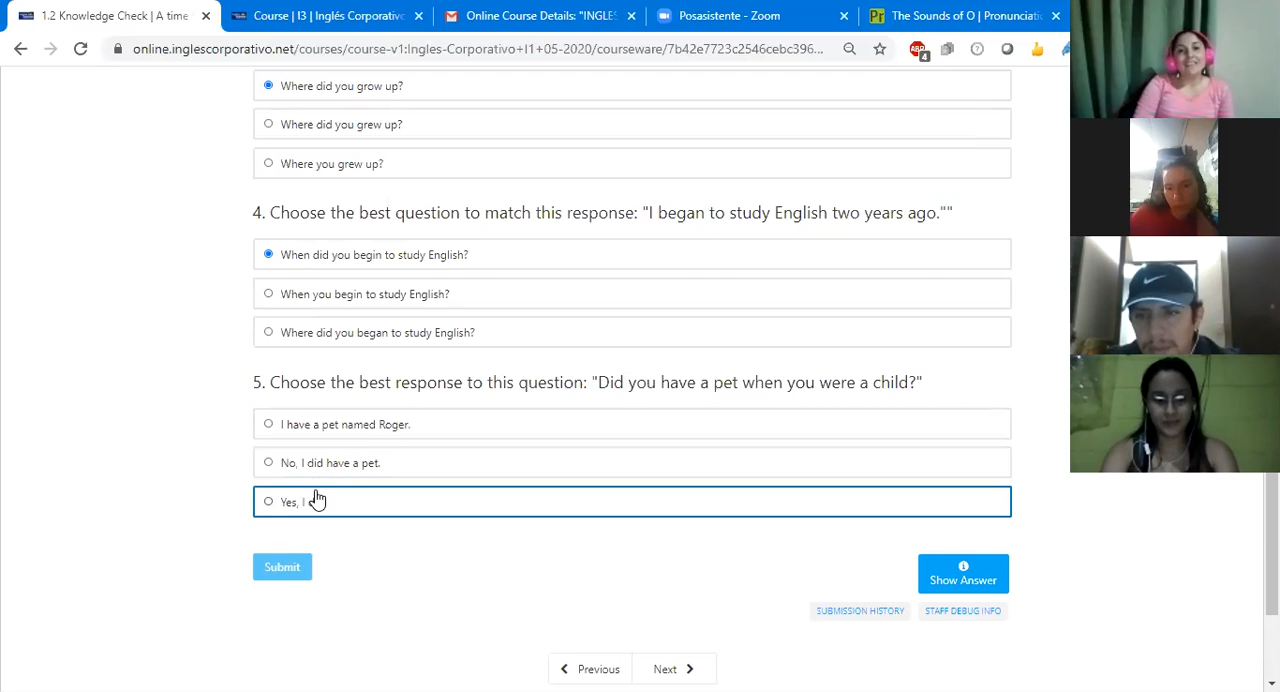 1.2 Knowledge Check | A time
Course | I3 | Inglés Corporativo
Online Course Details: "INGLES
Posasistente - Zoom
The Sounds of O | Pronunciati
online.inglescorporativo.net/courses/course-v1:Ingles-Corporativo+I1+05-2020/courseware/7b42e7723c2546cebc396...
ABP
4
Where did you grow up?
Where did you grew up?
Where you grew up?
4. Choose the best question to match this response: "I began to study English two years ago.""
When did you begin to study English?
When you begin to study English?
Where did you began to study English?
5. Choose the best response to this question: "Did you have a pet when you were a child?"
I have a pet named Roger.
No, I did have a pet.
Yes, I
Submit
Show Answer
SUBMISSION HISTORY
STAFF DEBUG INFO
Previous
Next